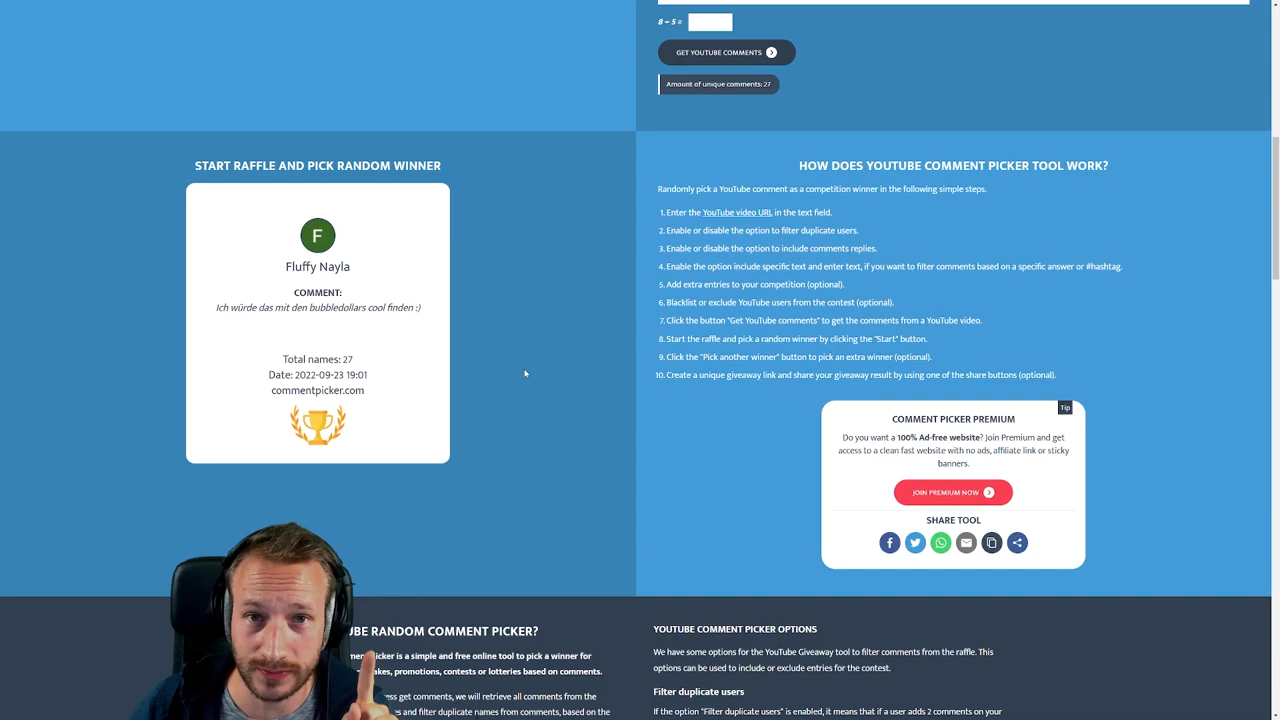 8 + 5 =
GET YOUTUBE COMMENTS
Amount of unique comments: 27
START RAFFLE AND PICK RANDOM WINNER
F
Fluffy Nayla
COMMENT:
Ich würde das mit den bubbledollars cool finden :)
Total names: 27
Date: 2022-09-23 19:01
commentpicker.com
HOW DOES YOUTUBE COMMENT PICKER TOOL WORK?
Randomly pick a YouTube comment as a competition winner in the following simple steps.
1. Enter the YouTube video URL in the text field.
2. Enable or disable the option to filter duplicate users.
3. Enable or disable the option to include comments replies.
4. Enable the option include specific text and enter text, if you want to filter comments based on a specific answer or #hashtag.
5. Add extra entries to your competition (optional).
6. Blacklist or exclude YouTube users from the contest (optional).
7. Click the button "Get YouTube comments" to get the comments from a YouTube video.
8. Start the raffle and pick a random winner by clicking the "Start" button.
9. Click the "Pick another winner" button to pick an extra winner (optional).
10. Create a unique giveaway link and share your giveaway result by using one of the share buttons (optional).
Tip
COMMENT PICKER PREMIUM
Do you want a 100% Ad-free website? Join Premium and get
access to a clean fast website with no ads, affiliate link or sticky
banners.
JOIN PREMIUM NOW
SHARE TOOL
UBE RANDOM COMMENT PICKER?
icker is a simple and free online tool to pick a winner for
akes, promotions, contests or lotteries based on comments.
ress get comments, we will retrieve all comments from the
es and filter duplicate names from comments, based on the
YOUTUBE COMMENT PICKER OPTIONS
We have some options for the YouTube Giveaway tool to filter comments from the raffle. This
options can be used to include or exclude entries for the contest.
Filter duplicate users
If the option "Filter duplicate users" is enabled, it means that if a user adds 2 comments on your